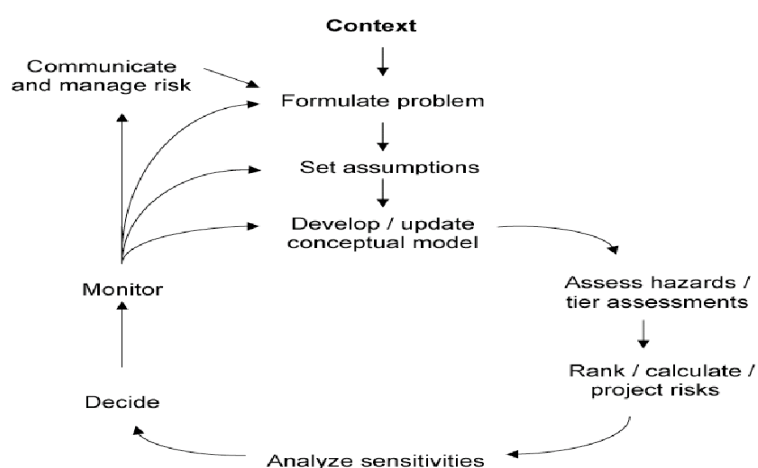 Context
Communicate
and manage risk
Formulate problem
Set assumptions
Develop / update
conceptual model
Assess hazards /
tier assessments
Monitor
Rank / calculate /
project risks
Decide
Analyze sensitivities